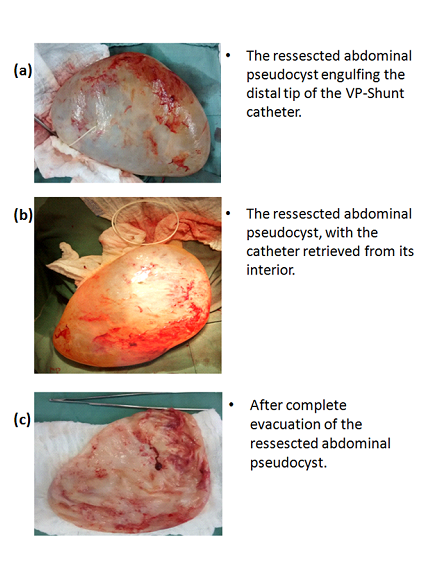 (a)
• The ressescted abdominal
pseudocyst engulfing the
distal tip of the VP-Shunt
catheter.
(b)
• The ressescted abdominal
pseudocyst, with the
catheter retrieved from its
interior.
(c)
• After complete
evacuation of the
ressescted abdominal
pseudocyst.